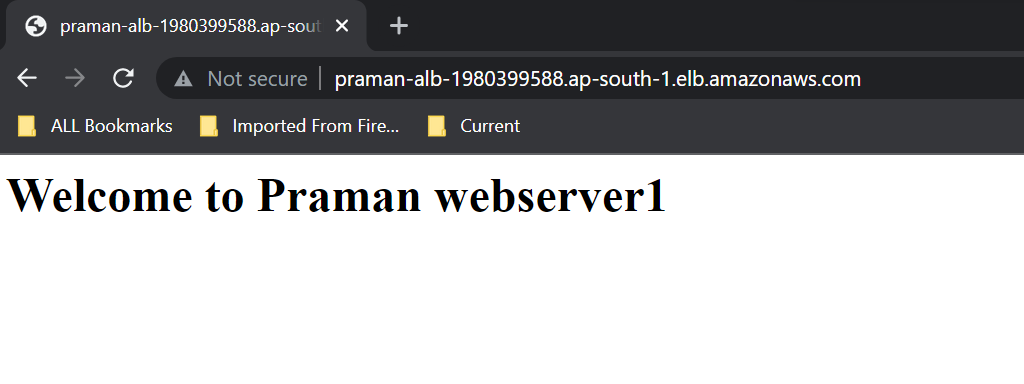 praman-alb-1980399588.ap-sout
Not secure praman-alb-1980399588.ap-south-1.elb.amazonaws.com
ALL Bookmarks Imported From Fire... Current
Welcome to Praman webserver1